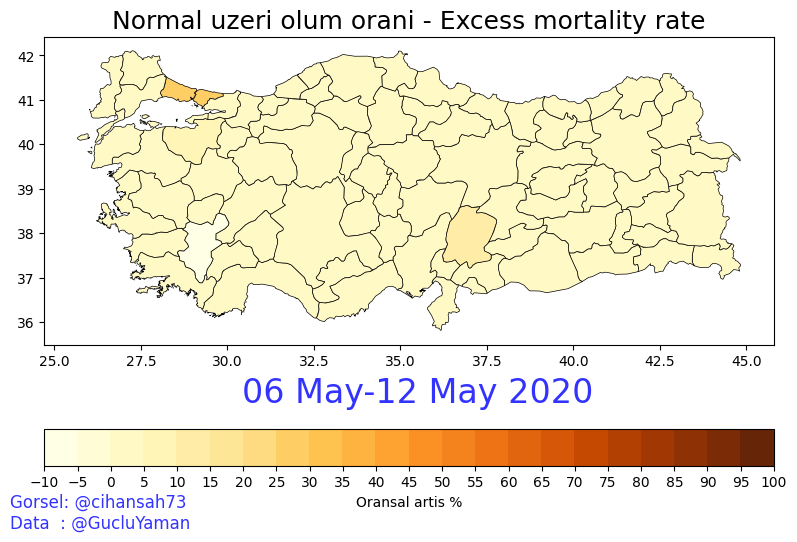 Normal uzeri olum orani - Excess mortality rate
42
41
40
39
38
37
36
25.0 27.5 30.0 32.5 35.0 37.5 40.0 42.5 45.0
06 May-12 May 2020
−10 −5 0 5 10 15 20 25 30 35 40 45 50 55 60 65 70 75 80 85 90 95 100
Oransal artis %
Gorsel: @cihansah73
Data  : @GucluYaman